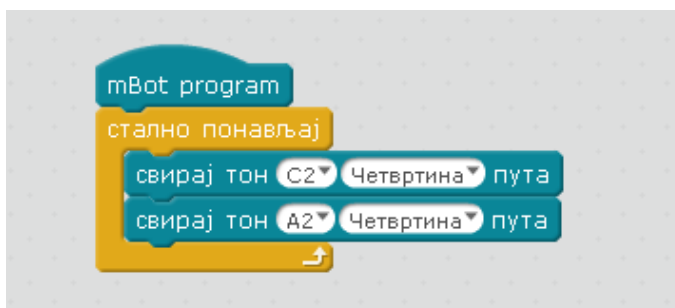 mBot program
стално понављај
свирај тон C2 Четвртина пута
свирај тон A2 Четвртина пута